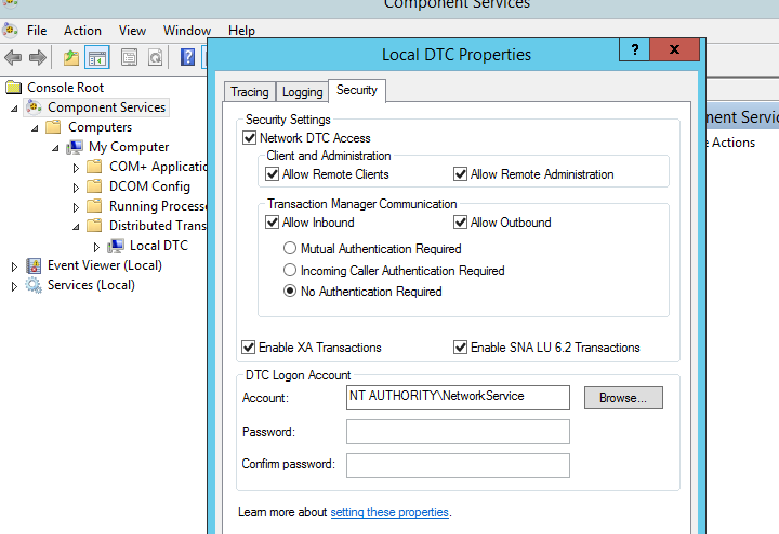 Component Services
File Action View Window Help
Local DTC Properties
? x
Console Root
Component Services
Computers
My Computer
COM+ Applicatio
DCOM Config
Running Processe
Distributed Trans
Local DTC
Event Viewer (Local)
Services (Local)
Tracing Logging Security
Security Settings
Network DTC Access
Client and Administration
Allow Remote Clients Allow Remote Administration
Transaction Manager Communication
Allow Inbound Allow Outbound
Mutual Authentication Required
Incoming Caller Authentication Required
No Authentication Required
Enable XA Transactions Enable SNA LU 6.2 Transactions
DTC Logon Account
Account: NT AUTHORITY\NetworkService Browse...
Password:
Confirm password:
Learn more about setting these properties.
nent Servic
e Actions